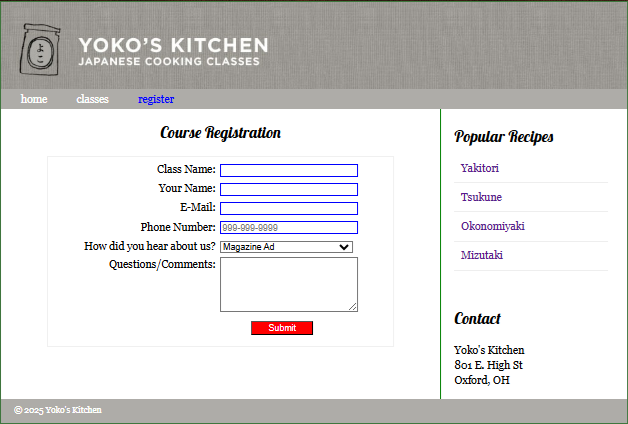 よ
こ
YOKO'S KITCHEN
JAPANESE COOKING CLASSES
home classes register
Course Registration
Class Name:
Your Name:
E-Mail:
Phone Number: 999-999-9999
How did you hear about us? Magazine Ad
Questions/Comments:
Submit
Popular Recipes
Yakitori
Tsukune
Okonomiyaki
Mizutaki
Contact
Yoko's Kitchen
801 E. High St
Oxford, OH
© 2025 Yoko's Kitchen